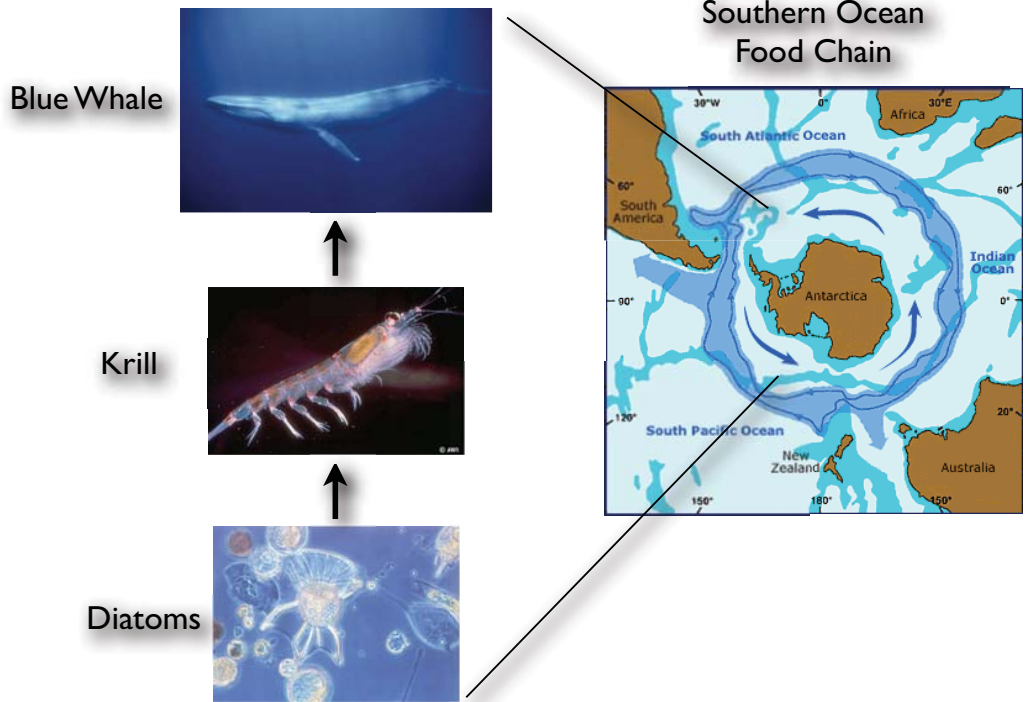 Southern Ocean
Food Chain
Blue Whale
Krill
Diatoms
30°W
0°
30°E
Africa
South Atlantic Ocean
60°
60°
South
America
Indian
Ocean
Antarctica
90°
0°
120°
20°
South Pacific Ocean
New
Zealand
Australia
150°
180°
150°